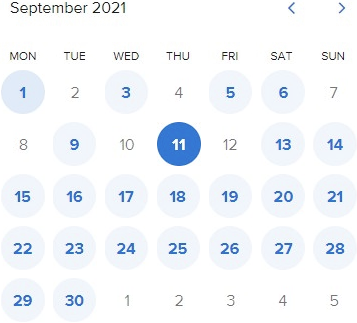 September 2021
MON TUE WED THU FRI SAT SUN
1 2 3 4 5 6 7
8 9 10 11 12 13 14
15 16 17 18 19 20 21
22 23 24 25 26 27 28
29 30 1 2 3 4 5